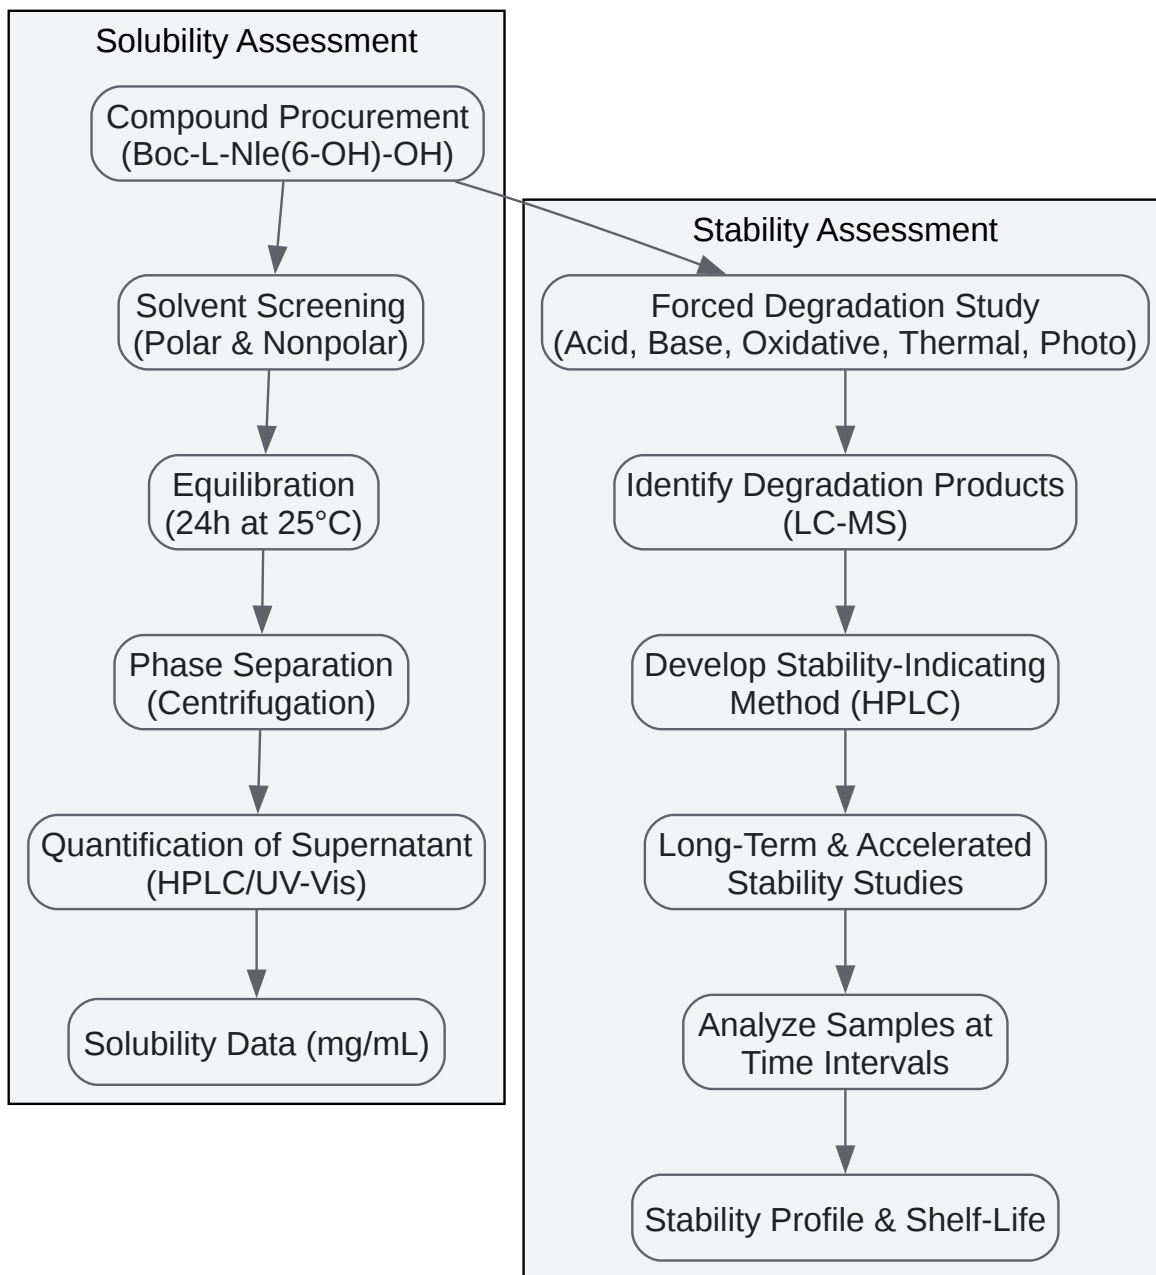 Solubility Assessment
Compound Procurement
(Boc-L-Nle(6-OH)-OH)
Solvent Screening
(Polar & Nonpolar)
Equilibration
(24h at 25°C)
Phase Separation
(Centrifugation)
Quantification of Supernatant
(HPLC/UV-Vis)
Solubility Data (mg/mL)
Stability Assessment
Forced Degradation Study
(Acid, Base, Oxidative, Thermal, Photo)
Identify Degradation Products
(LC-MS)
Develop Stability-Indicating
Method (HPLC)
Long-Term & Accelerated
Stability Studies
Analyze Samples at
Time Intervals
Stability Profile & Shelf-Life